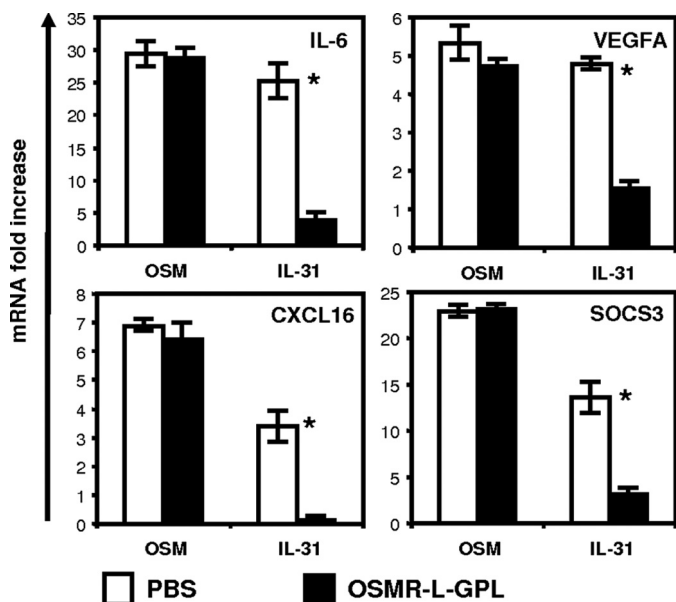 mRNA fold increase
IL-6
35
30
25
20
15
10
5
0
OSM
IL-31
*
VEGFA
6
5
4
3
2
1
0
OSM
IL-31
*
CXCL16
8
7
6
5
4
3
2
1
0
OSM
IL-31
*
SOCS3
25
20
15
10
5
0
OSM
IL-31
*
PBS
OSMR-L-GPL